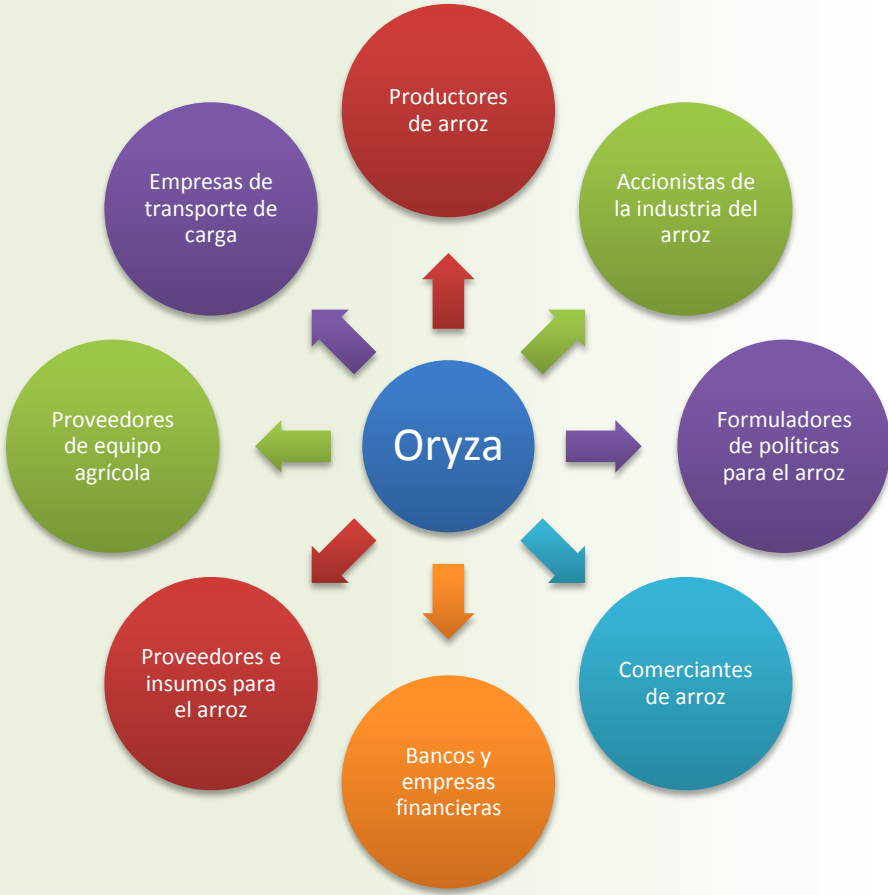 Productores
de arroz
Accionistas de
la industria del
arroz
Formuladores
de políticas
para el arroz
Comerciantes
de arroz
Bancos y
empresas
financieras
Proveedores e
insumos para
el arroz
Proveedores
de equipo
agrícola
Empresas de
transporte de
carga
Oryza